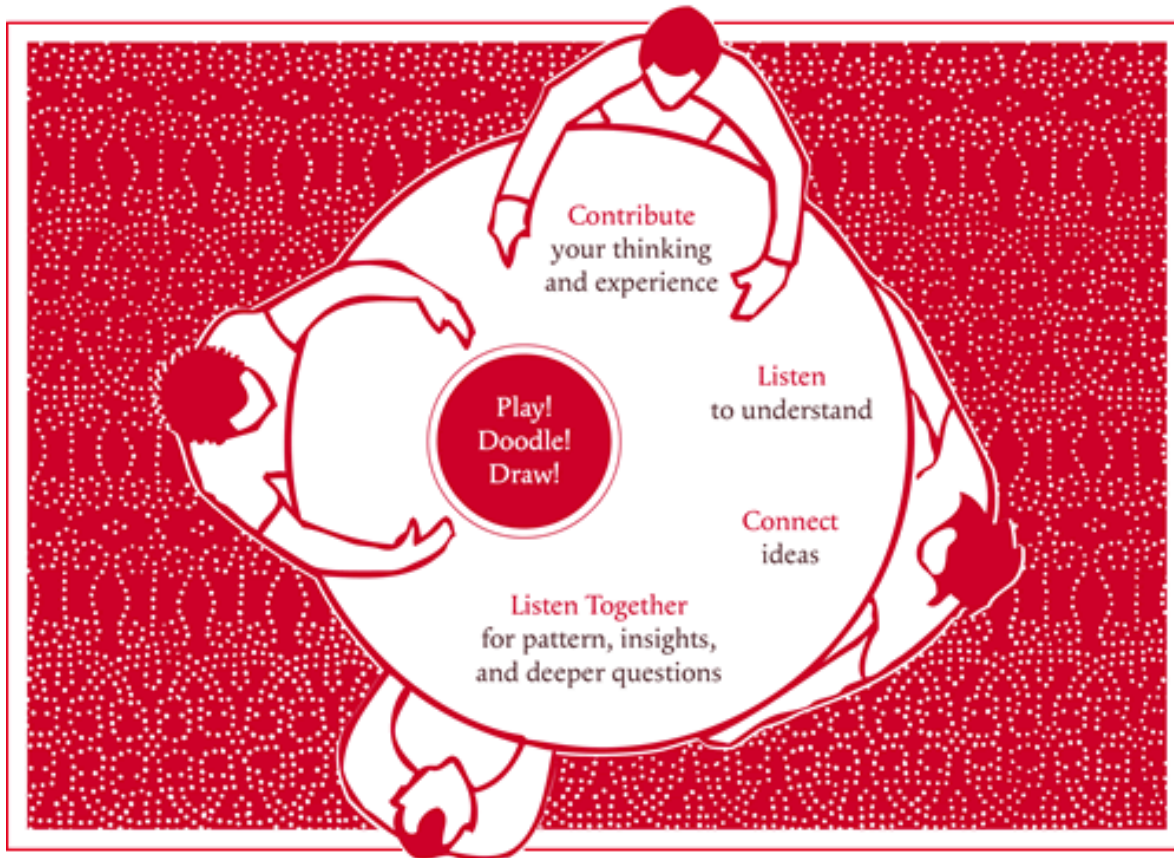 Contribute
your thinking
and experience
Listen
to understand
Play!
Doodle!
Draw!
Connect
ideas
Listen Together
for pattern, insights,
and deeper questions